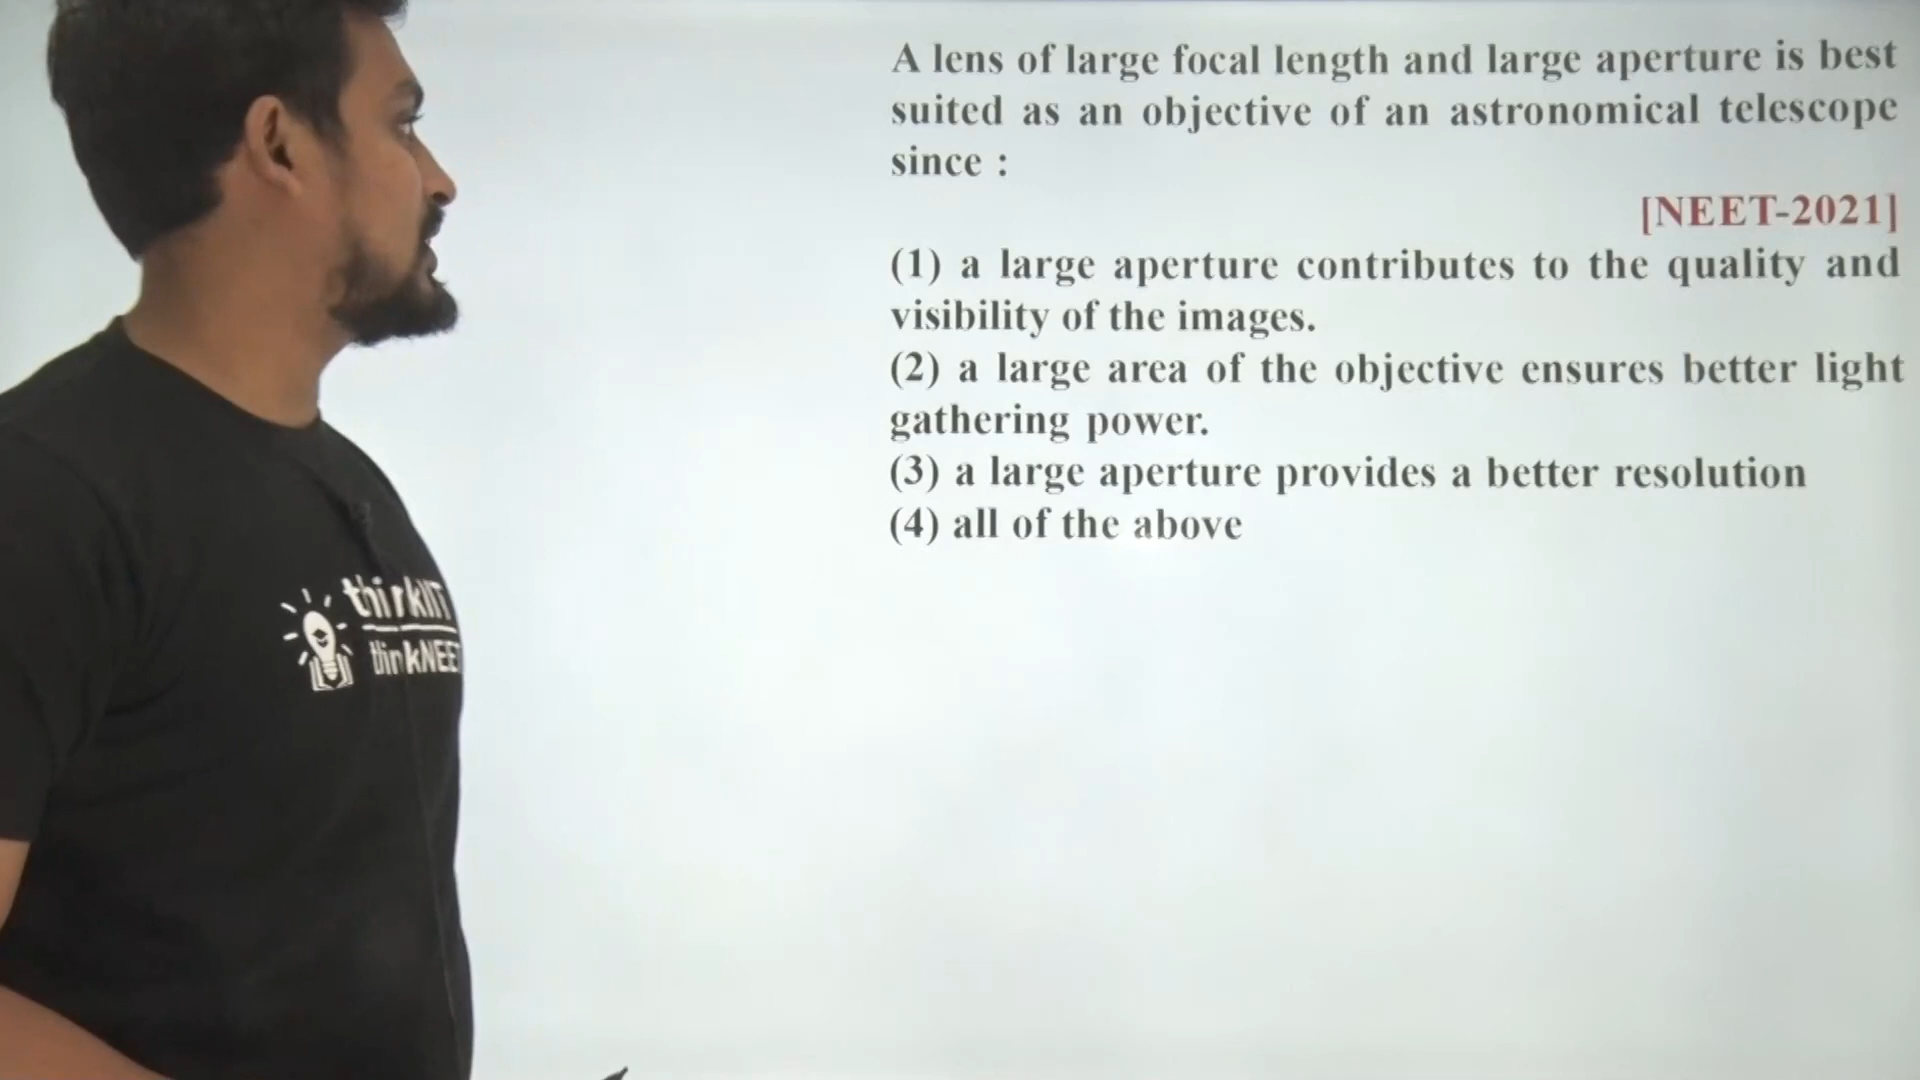 A lens of large focal length and large aperture is best
suited as an objective of an astronomical telescope
since :
[NEET-2021]
(1) a large aperture contributes to the quality and
visibility of the images.
(2) a large area of the objective ensures better light
gathering power.
(3) a large aperture provides a better resolution
(4) all of the above
thinkIIT
thinkNEET